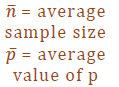 n̄ = average
sample size
p̄ = average
value of p